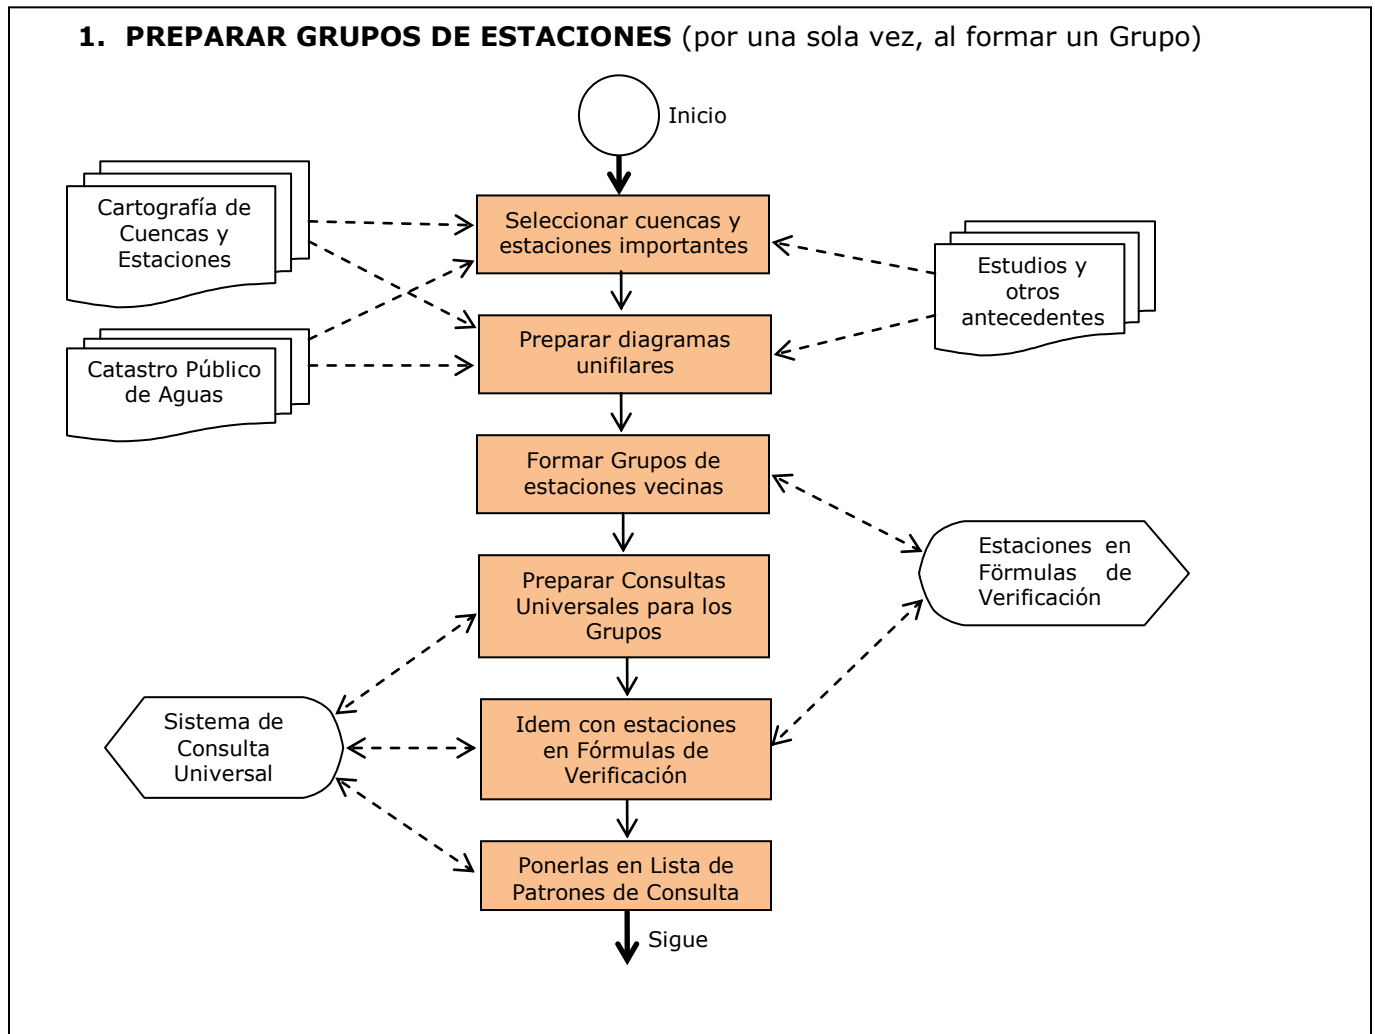 1. PREPARAR GRUPOS DE ESTACIONES (por una sola vez, al formar un Grupo)
Inicio
Cartografía de
Cuencas y
Estaciones
Seleccionar cuencas y
estaciones importantes
Estudios y
otros
antecedentes
Catastro Público
de Aguas
Preparar diagramas
unifilares
Formar Grupos de
estaciones vecinas
Estaciones en
Förmulas de
Verificación
Preparar Consultas
Universales para los
Grupos
Sistema de
Consulta
Universal
Idem con estaciones
en Fórmulas de
Verificación
Ponerlas en Lista de
Patrones de Consulta
Sigue